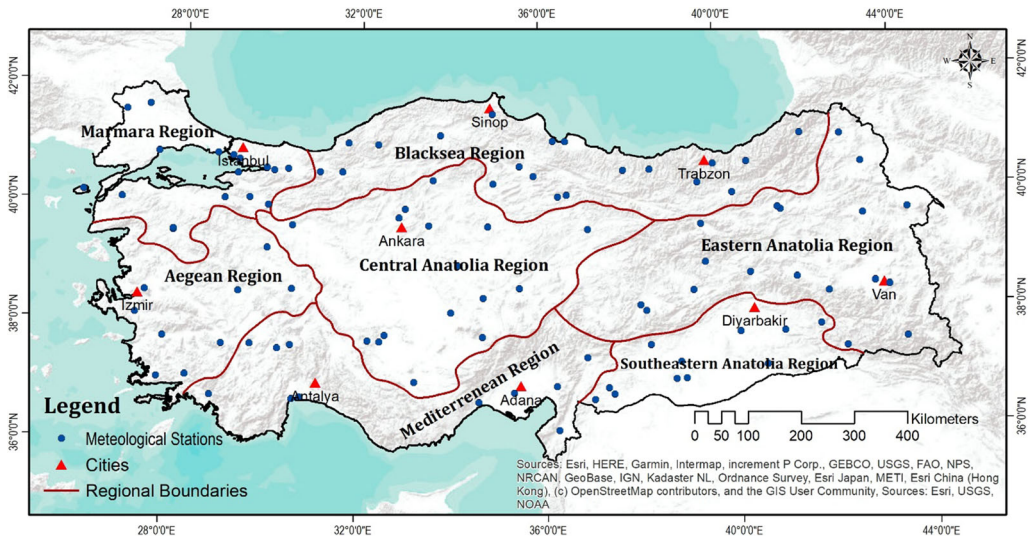 28°0'0"E 32°0'0"E 36°0'0"E 40°0'0"E 44°0'0"E
42°0'0"N
42°0'0"N
N
W E
S
Marmara Region
Sinop
Istanbul
Blacksea Region
Trabzon
40°0'0"N
40°0'0"N
Ankara
Eastern Anatolia Region
Aegean Region
Central Anatolia Region
Izmir
Van
38°0'0"N
38°0'0"N
Diyarbakir
Southeastern Anatolia Region
Mediterranean Region
Antalya
Adana
Legend
Meteological Stations
Cities
Regional Boundaries
36°0'0"N
36°0'0"N
Kilometers
0 50 100 200 300 400
Sources: Esri, HERE, Garmin, Intermap, increment P Corp., GEBCO, USGS, FAO, NPS,
NRCAN, GeoBase, IGN, Kadaster NL, Ordnance Survey, Esri Japan, METI, Esri China (Hong
Kong), (c) OpenStreetMap contributors, and the GIS User Community, Sources: Esri, USGS,
NOAA
28°0'0"E 32°0'0"E 36°0'0"E 40°0'0"E 44°0'0"E